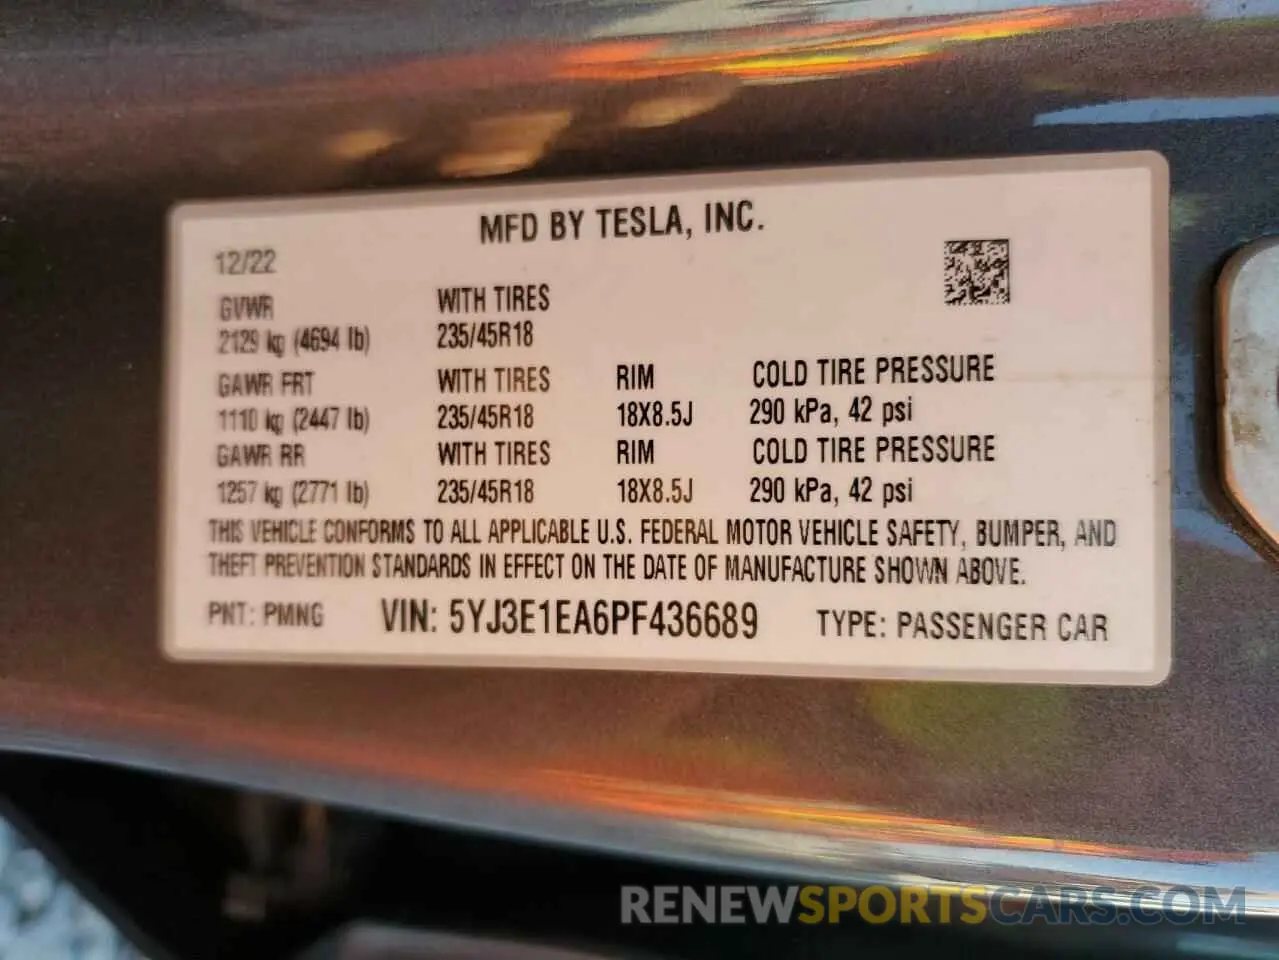 MFD BY TESLA, INC.
12/22
GVWR WITH TIRES
2129 kg (4694 lb) 235/45R18
GAWR FRT WITH TIRES RIM COLD TIRE PRESSURE
1110 kg (2447 lb) 235/45R18 18X8.5J 290 kPa, 42 psi
GAWR RR WITH TIRES RIM COLD TIRE PRESSURE
1257 kg (2771 lb) 235/45R18 18X8.5J 290 kPa, 42 psi
THIS VEHICLE CONFORMS TO ALL APPLICABLE U.S. FEDERAL MOTOR VEHICLE SAFETY, BUMPER, AND
THEFT PREVENTION STANDARDS IN EFFECT ON THE DATE OF MANUFACTURE SHOWN ABOVE.
PNT: PMNG VIN: 5YJ3E1EA6PF436689 TYPE: PASSENGER CAR
RENEWSPORTSCARS.COM